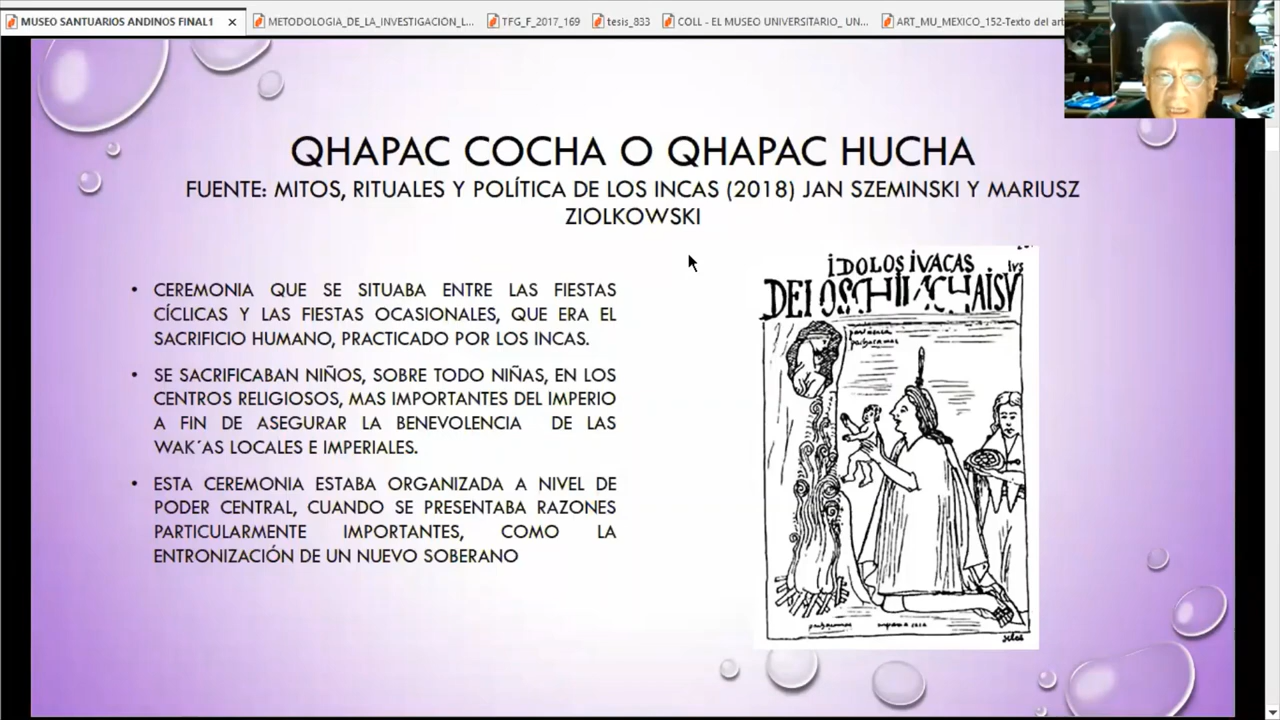 MUSEO SANTUARIOS ANDINOS FINAL1
METODOLOGIA_DE_LA_INVESTIGACION_L...
TFG_F_2017_169
tesis_833
COLL - EL MUSEO UNIVERSITARIO_ UN...
ART_MU_MEXICO_152-Texto del art
QHAPAC COCHA O QHAPAC HUCHA
FUENTE: MITOS, RITUALES Y POLÍTICA DE LOS INCAS (2018) JAN SZEMINSKI Y MARIUSZ
ZIOLKOWSKI
• CEREMONIA QUE SE SITUABA ENTRE LAS FIESTAS
CÍCLICAS Y LAS FIESTAS OCASIONALES, QUE ERA EL
SACRIFICIO HUMANO, PRACTICADO POR LOS INCAS.
• SE SACRIFICABAN NIÑOS, SOBRE TODO NIÑAS, EN LOS
CENTROS RELIGIOSOS, MAS IMPORTANTES DEL IMPERIO
A FIN DE ASEGURAR LA BENEVOLENCIA DE LAS
WAK´AS LOCALES E IMPERIALES.
• ESTA CEREMONIA ESTABA ORGANIZADA A NIVEL DE
PODER CENTRAL, CUANDO SE PRESENTABA RAZONES
PARTICULARMENTE IMPORTANTES, COMO LA
ENTRONIZACIÓN DE UN NUEVO SOBERANO
IDOLOS IVACAS